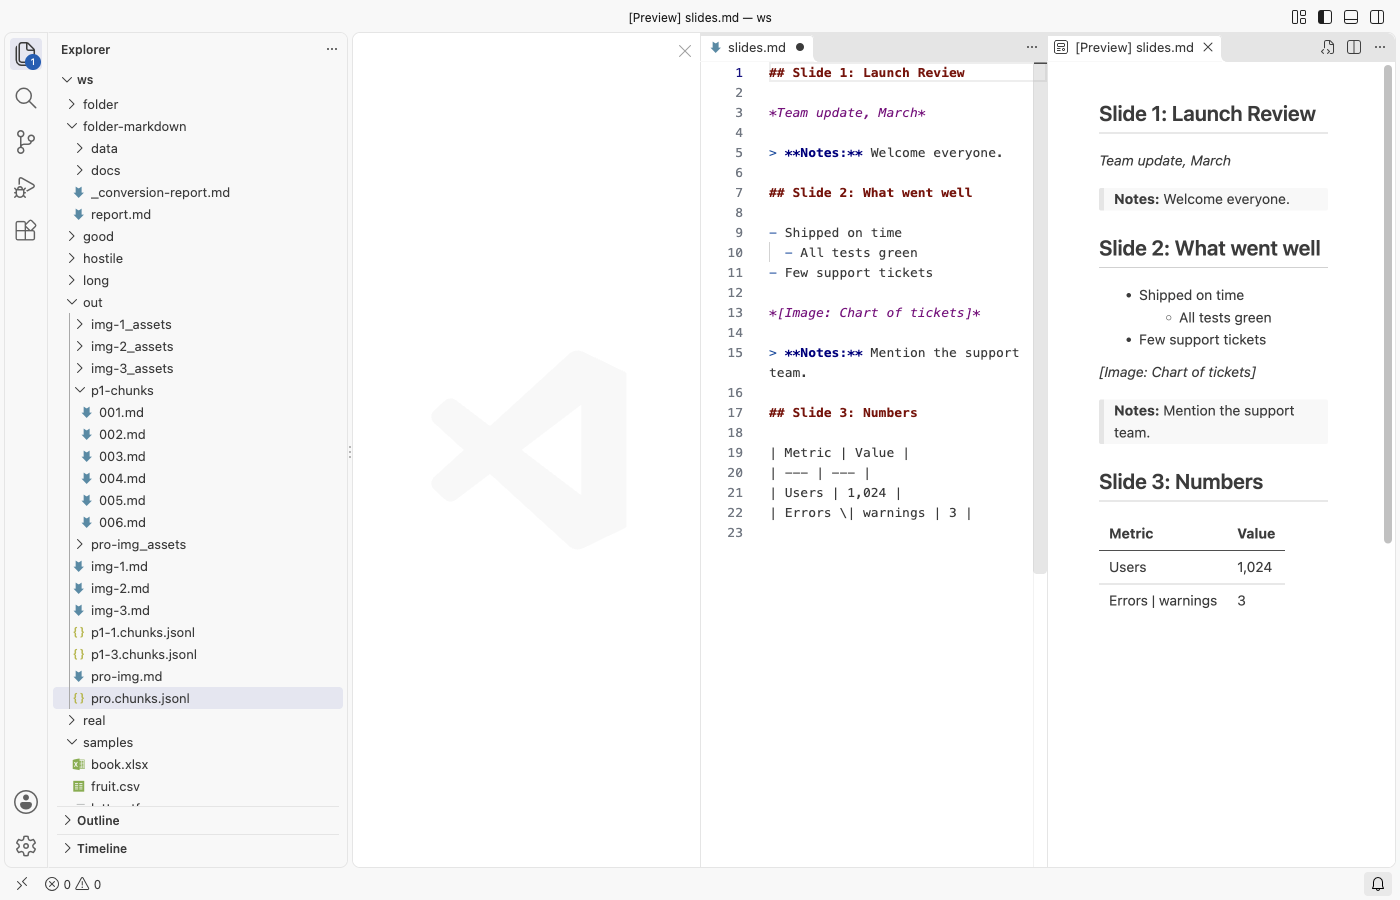 [Preview] slides.md — ws
1
Explorer
ws
folder
folder-markdown
data
docs
_conversion-report.md
report.md
good
hostile
long
out
img-1_assets
img-2_assets
img-3_assets
p1-chunks
001.md
002.md
003.md
004.md
005.md
006.md
pro-img_assets
img-1.md
img-2.md
img-3.md
p1-1.chunks.jsonl
p1-3.chunks.jsonl
pro-img.md
pro.chunks.jsonl
real
samples
book.xlsx
fruit.csv
Outline
Timeline
slides.md
1 ## Slide 1: Launch Review
2
3 *Team update, March*
4
5 > **Notes:** Welcome everyone.
6
7 ## Slide 2: What went well
8
9 - Shipped on time
10   - All tests green
11 - Few support tickets
12
13 *[Image: Chart of tickets]*
14
15 > **Notes:** Mention the support
team.
16
17 ## Slide 3: Numbers
18
19 | Metric | Value |
20 | --- | --- |
21 | Users | 1,024 |
22 | Errors \| warnings | 3 |
23
[Preview] slides.md
Slide 1: Launch Review
Team update, March
Notes: Welcome everyone.
Slide 2: What went well
• Shipped on time
◦ All tests green
• Few support tickets
[Image: Chart of tickets]
Notes: Mention the support
team.
Slide 3: Numbers
Metric Value
Users 1,024
Errors | warnings 3
0 0